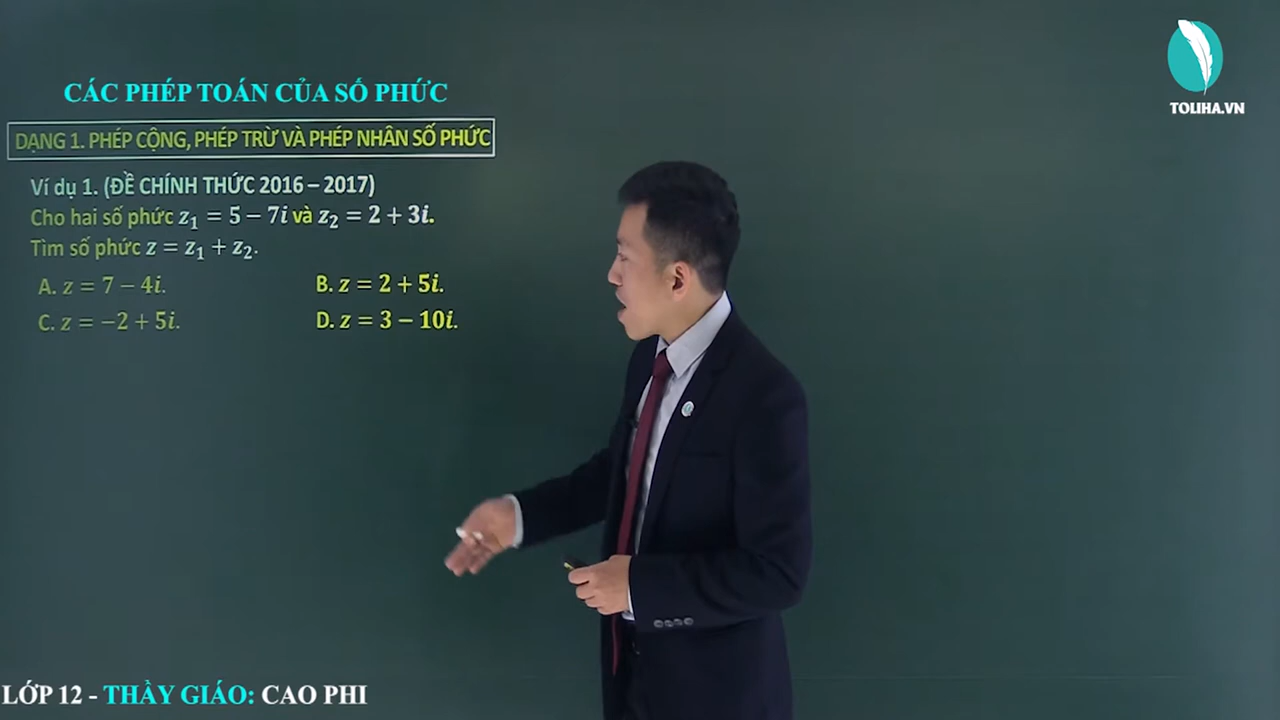 TOLIHA.VN
CÁC PHÉP TOÁN CỦA SỐ PHỨC
DẠNG 1. PHÉP CỘNG, PHÉP TRỪ VÀ PHÉP NHÂN SỐ PHỨC
Ví dụ 1. (ĐỀ CHÍNH THỨC 2016 – 2017)
Cho hai số phức z₁ = 5 − 7i và z₂ = 2 + 3i.
Tìm số phức z = z₁ + z₂.
A. z = 7 − 4i. B. z = 2 + 5i.
C. z = −2 + 5i. D. z = 3 − 10i.
LỚP 12 - THẦY GIÁO: CAO PHI